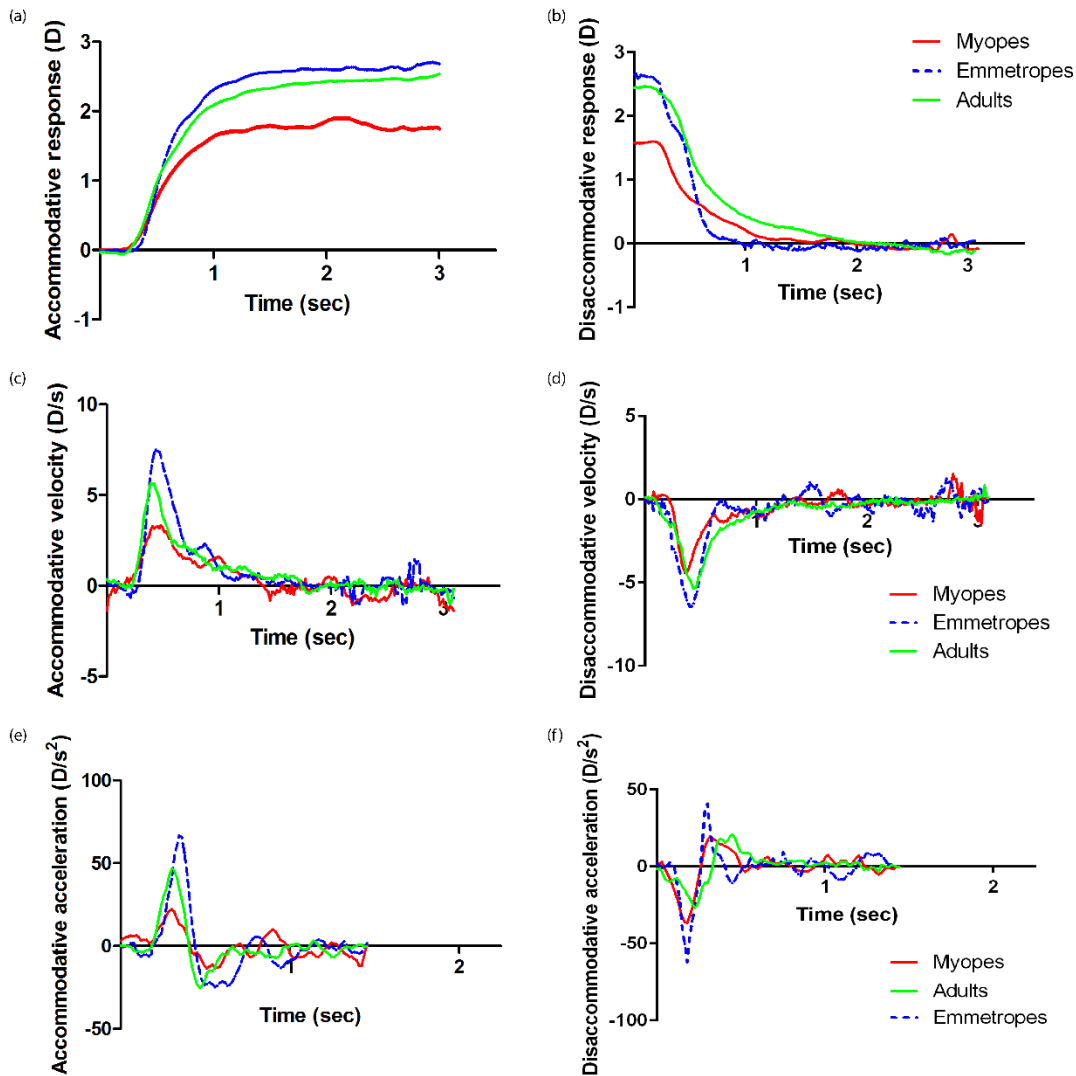 (a)
Accommodative response (D)
3
2
1
0
-1
1
2
3
Time (sec)
(b)
Disaccommodative response (D)
3
2
1
0
-1
1
2
3
Time (sec)
Myopes
Emmetropes
Adults
(c)
Accommodative velocity (D/s)
10
5
0
-5
1
2
3
Time (sec)
(d)
Disaccommodative velocity (D/s)
5
0
-5
-10
1
2
3
Time (sec)
Myopes
Emmetropes
Adults
(e)
Accommodative acceleration (D/s²)
100
50
0
-50
1
2
Time (sec)
(f)
Disaccommodative acceleration (D/s²)
50
0
-50
-100
1
2
Time (sec)
Myopes
Adults
Emmetropes